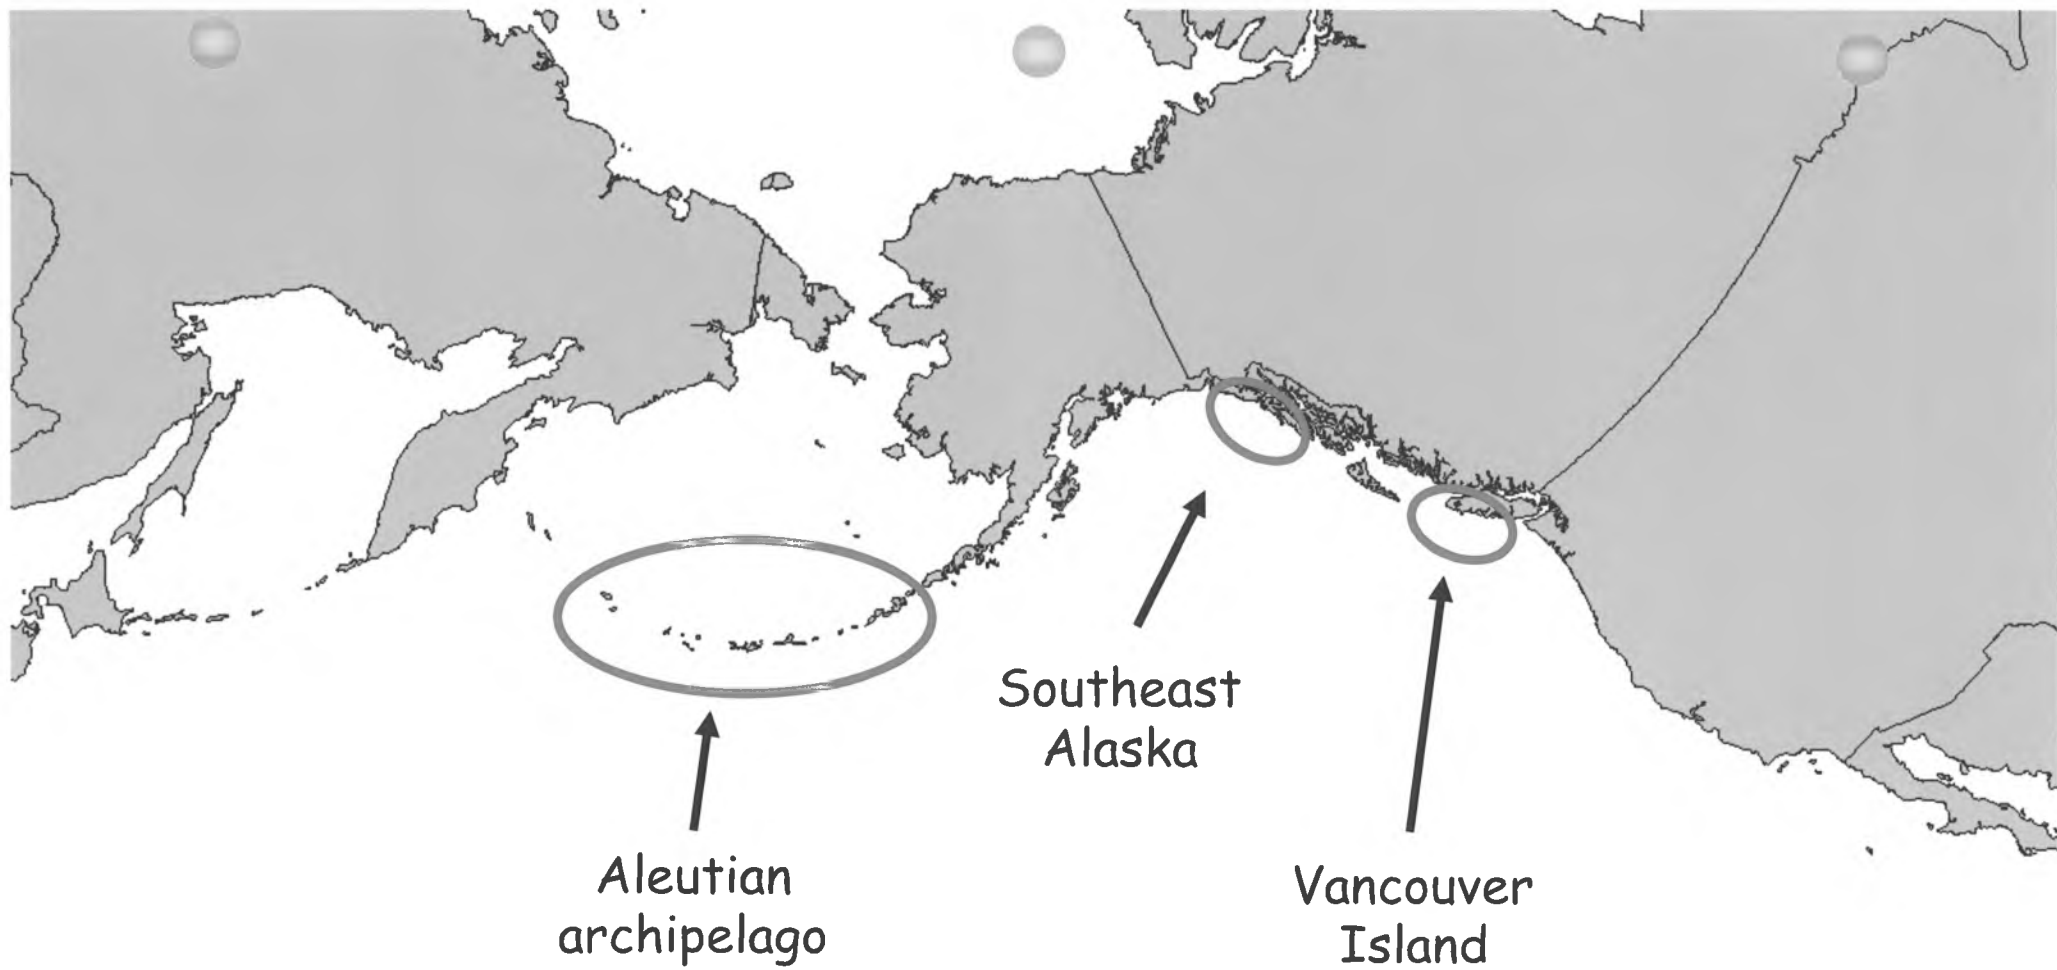 Southeast
Alaska
Aleutian
archipelago
Vancouver
Island